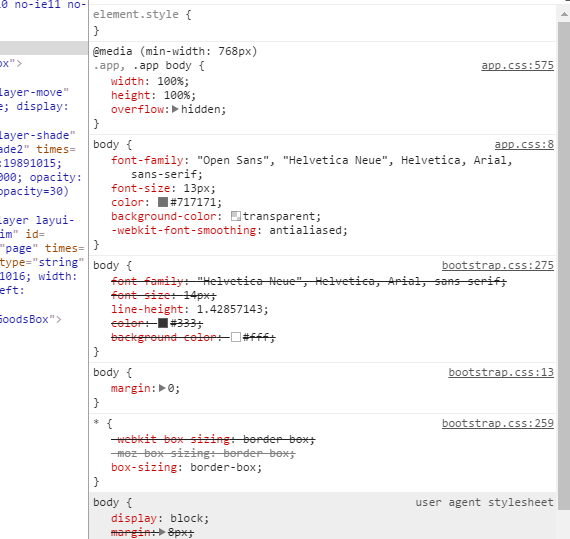 l0 no-ie11 no-
ox">
layer-move"
e; display:
layer-shade"
ade2" times=
:19891015;
000; opacity:
opacity=30)
layer layui-
im" id=
"page" times=
type="string"
1016; width:
eft:
GoodsBox">
element.style {
}
@media (min-width: 768px)
.app, .app body { app.css:575
width: 100%;
height: 100%;
overflow: hidden;
}
body { app.css:8
font-family: "Open Sans", "Helvetica Neue", Helvetica, Arial,
sans-serif;
font-size: 13px;
color: #717171;
background-color: transparent;
-webkit-font-smoothing: antialiased;
}
body { bootstrap.css:275
font-family: "Helvetica Neue", Helvetica, Arial, sans-serif;
font-size: 14px;
line-height: 1.42857143;
color: #333;
background-color: #fff;
}
body { bootstrap.css:13
margin: 0;
}
* { bootstrap.css:259
-webkit-box-sizing: border-box;
-moz-box-sizing: border-box;
box-sizing: border-box;
}
body { user agent stylesheet
display: block;
margin: 8px;